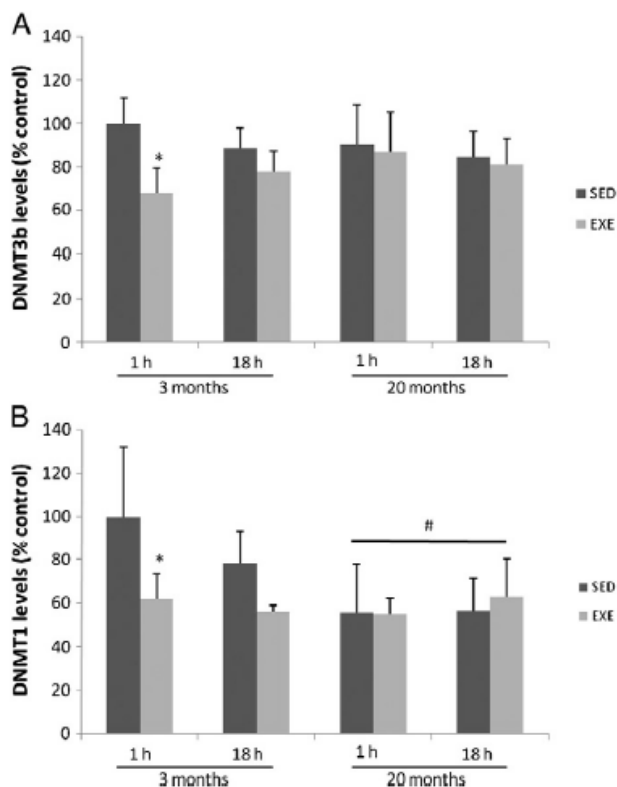 A
DNMT3b levels (% control)
140
120
100
80
60
40
20
0
*
1 h
18 h
1 h
18 h
3 months
20 months
SED
EXE
B
DNMT1 levels (% control)
140
120
100
80
60
40
20
0
*
#
1 h
18 h
1 h
18 h
3 months
20 months
SED
EXE